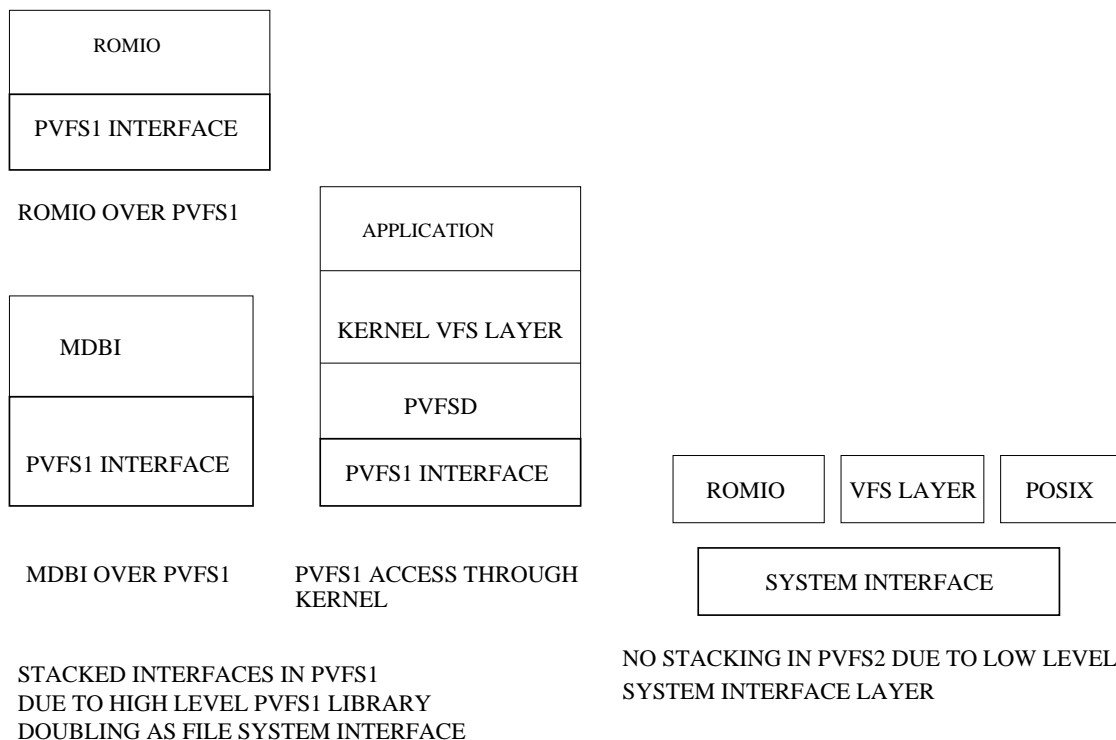 ROMIO
PVFS1 INTERFACE
ROMIO OVER PVFS1
MDBI
PVFS1 INTERFACE
MDBI OVER PVFS1
APPLICATION
KERNEL VFS LAYER
PVFSD
PVFS1 INTERFACE
PVFS1 ACCESS THROUGH
KERNEL
STACKED INTERFACES IN PVFS1
DUE TO HIGH LEVEL PVFS1 LIBRARY
DOUBLING AS FILE SYSTEM INTERFACE
ROMIO
VFS LAYER
POSIX
SYSTEM INTERFACE
NO STACKING IN PVFS2 DUE TO LOW LEVEL
SYSTEM INTERFACE LAYER